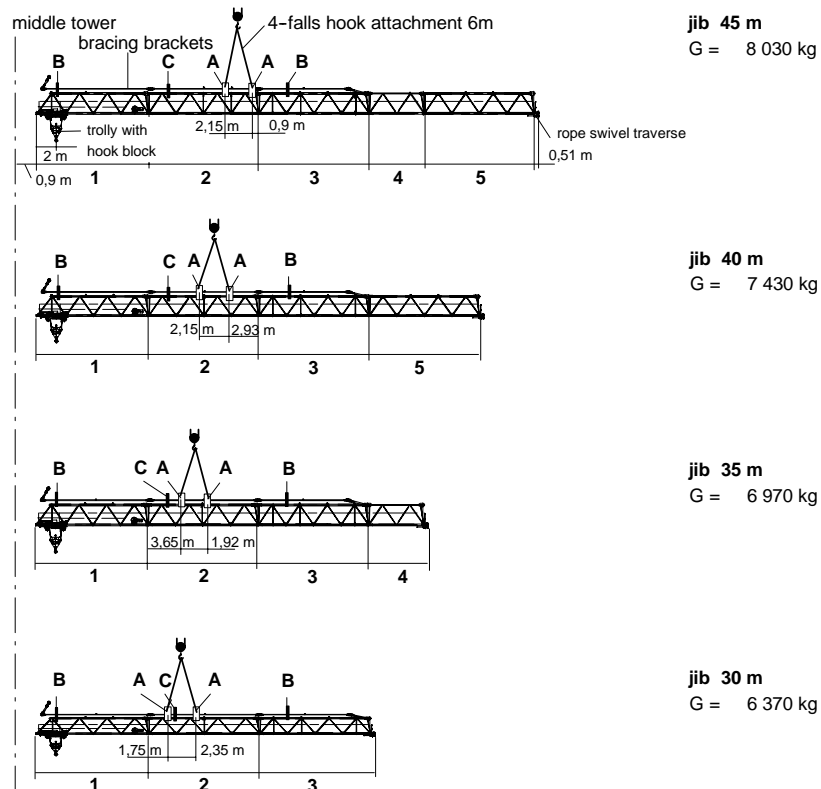 middle tower
4-falls hook attachment 6m
bracing brackets
B C A A B
trolly with
hook block
2,15 m 0,9 m
rope swivel traverse
2 m
0,51 m
0,9 m
1 2 3 4 5
jib 45 m
G = 8 030 kg
B C A A B
2,15 m 2,93 m
1 2 3 5
jib 40 m
G = 7 430 kg
B C A A B
3,65 m 1,92 m
1 2 3 4
jib 35 m
G = 6 970 kg
B A C A B
1,75 m 2,35 m
1 2 3
jib 30 m
G = 6 370 kg